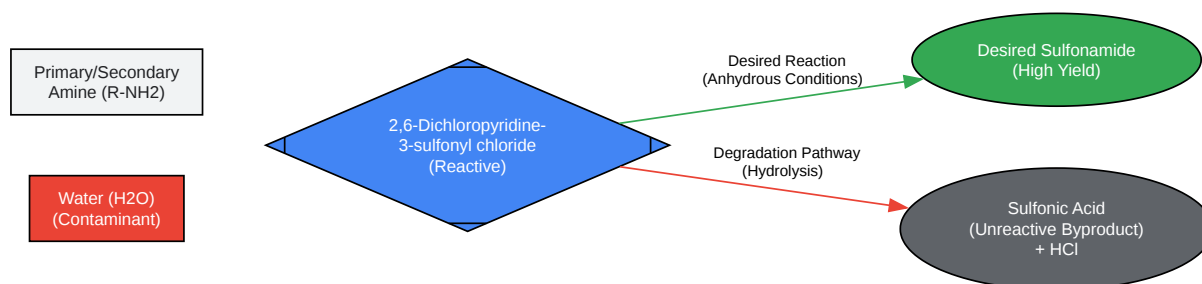 Primary/Secondary
Amine (R-NH2)
Water (H2O)
(Contaminant)
2,6-Dichloropyridine-
3-sulfonyl chloride
(Reactive)
Desired Reaction
(Anhydrous Conditions)
Degradation Pathway
(Hydrolysis)
Desired Sulfonamide
(High Yield)
Sulfonic Acid
(Unreactive Byproduct)
+ HCl